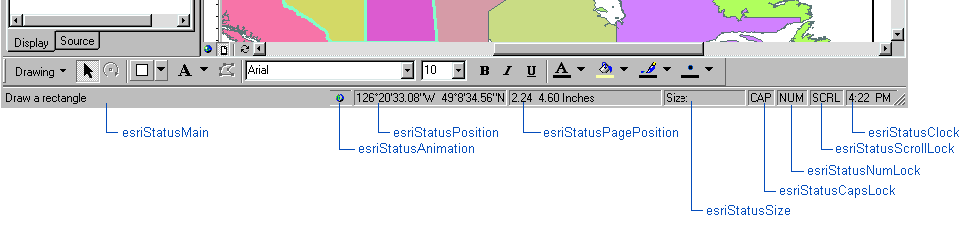 Display Source
Drawing A Arial 10 B I U A
Draw a rectangle 126°20'33.08"W 49°8'34.56"N 2.24 4.60 Inches Size: CAP NUM SCRL 4:22 PM
esriStatusMain esriStatusPosition esriStatusPagePosition esriStatusClock
esriStatusAnimation esriStatusScrollLock
esriStatusNumLock
esriStatusCapsLock
esriStatusSize